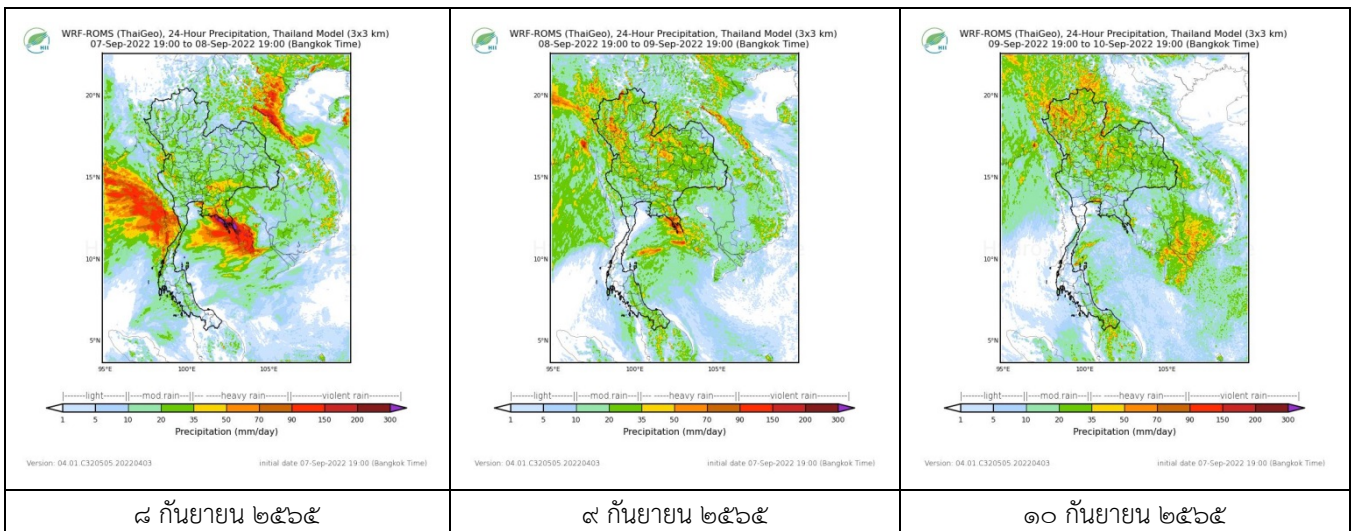 HII
WRF-ROMS (ThaiGeo), 24-Hour Precipitation, Thailand Model (3x3 km)
07-Sep-2022 19:00 to 08-Sep-2022 19:00 (Bangkok Time)
20°N
15°N
10°N
5°N
95°E 100°E 105°E
|------light------||---mod rain---||--- ---heavy rain------||------violent rain------|
1 5 10 20 35 50 70 90 150 200 300
Precipitation (mm/day)
Version: 04.01.C320505.20220403 initial date 07-Sep-2022 19:00 (Bangkok Time)
๘ กันยายน ๒๕๖๕
HII
WRF-ROMS (ThaiGeo), 24-Hour Precipitation, Thailand Model (3x3 km)
08-Sep-2022 19:00 to 09-Sep-2022 19:00 (Bangkok Time)
20°N
15°N
10°N
5°N
95°E 100°E 105°E
|------light------||---mod rain---||--- ---heavy rain------||------violent rain------|
1 5 10 20 35 50 70 90 150 200 300
Precipitation (mm/day)
Version: 04.01.C320505.20220403 initial date 07-Sep-2022 19:00 (Bangkok Time)
๙ กันยายน ๒๕๖๕
HII
WRF-ROMS (ThaiGeo), 24-Hour Precipitation, Thailand Model (3x3 km)
09-Sep-2022 19:00 to 10-Sep-2022 19:00 (Bangkok Time)
20°N
15°N
10°N
5°N
95°E 100°E 105°E
|------light------||---mod rain---||--- ---heavy rain------||------violent rain------|
1 5 10 20 35 50 70 90 150 200 300
Precipitation (mm/day)
Version: 04.01.C320505.20220403 initial date 07-Sep-2022 19:00 (Bangkok Time)
๑๐ กันยายน ๒๕๖๕